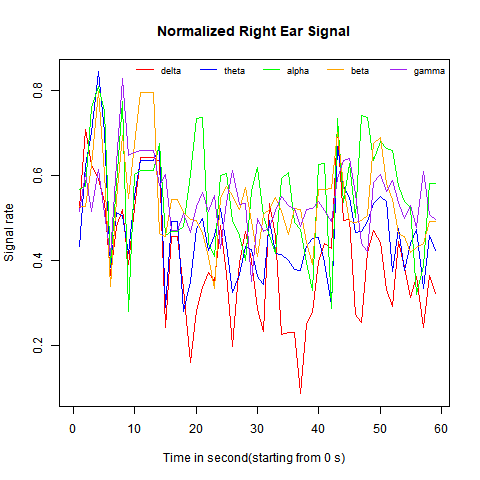 Normalized Right Ear Signal
delta theta alpha beta gamma
0.8
0.6
0.4
0.2
Signal rate
0 10 20 30 40 50 60
Time in second(starting from 0 s)